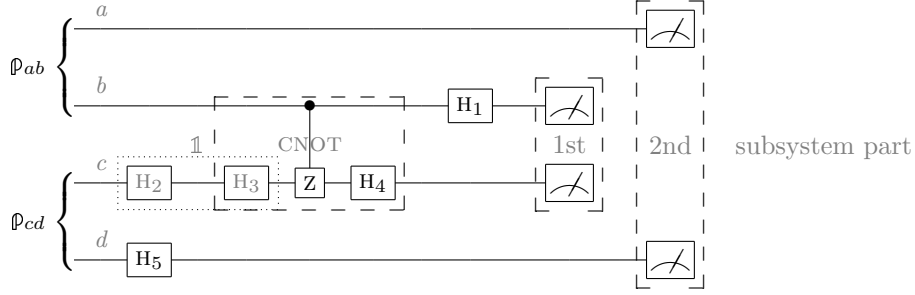 a
ℙab
b
H1
𝟙
CNOT
1st
2nd
subsystem part
c
H2
H3
Z
H4
ℙcd
d
H5